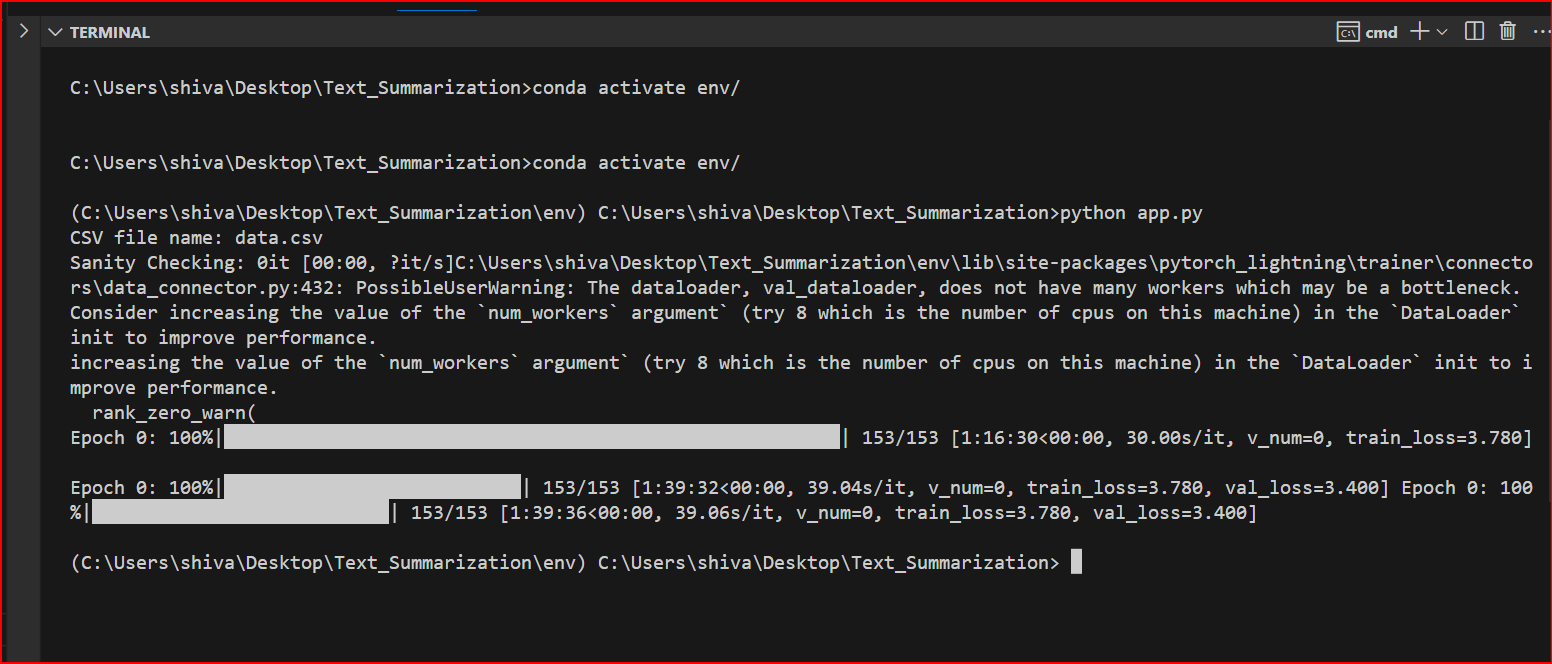 TERMINAL
cmd
C:\Users\shiva\Desktop\Text_Summarization>conda activate env/
C:\Users\shiva\Desktop\Text_Summarization>conda activate env/
(C:\Users\shiva\Desktop\Text_Summarization\env) C:\Users\shiva\Desktop\Text_Summarization>python app.py
CSV file name: data.csv
Sanity Checking: 0it [00:00, ?it/s]C:\Users\shiva\Desktop\Text_Summarization\env\lib\site-packages\pytorch_lightning\trainer\connecto
rs\data_connector.py:432: PossibleUserWarning: The dataloader, val_dataloader, does not have many workers which may be a bottleneck.
Consider increasing the value of the `num_workers` argument` (try 8 which is the number of cpus on this machine) in the `DataLoader`
init to improve performance.
increasing the value of the `num_workers` argument` (try 8 which is the number of cpus on this machine) in the `DataLoader` init to i
mprove performance.
  rank_zero_warn(
Epoch 0: 100%|| 153/153 [1:16:30<00:00, 30.00s/it, v_num=0, train_loss=3.780]
Epoch 0: 100%|| 153/153 [1:39:32<00:00, 39.04s/it, v_num=0, train_loss=3.780, val_loss=3.400] Epoch 0: 100
%|| 153/153 [1:39:36<00:00, 39.06s/it, v_num=0, train_loss=3.780, val_loss=3.400]
(C:\Users\shiva\Desktop\Text_Summarization\env) C:\Users\shiva\Desktop\Text_Summarization>